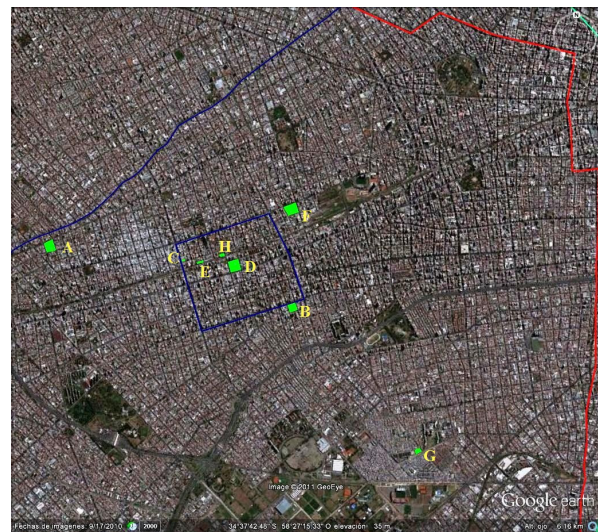 A
I
H
C
E
D
B
G
image © 2011 GeoEye
Google earth
Fechas de imágenes: 9/17/2010
2000
34°37'42.48" S 58°27'15.33" O elevación 35 m
Alt. ojo 6.16 km